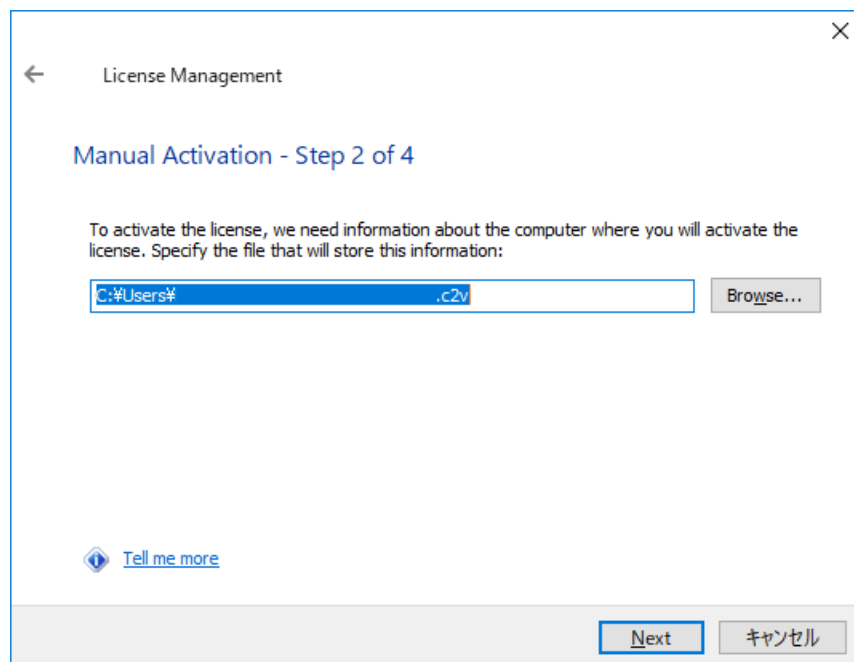 License Management
Manual Activation - Step 2 of 4
To activate the license, we need information about the computer where you will activate the
license. Specify the file that will store this information:
C:¥Users¥ .c2v
Browse...
Tell me more
Next
キャンセル